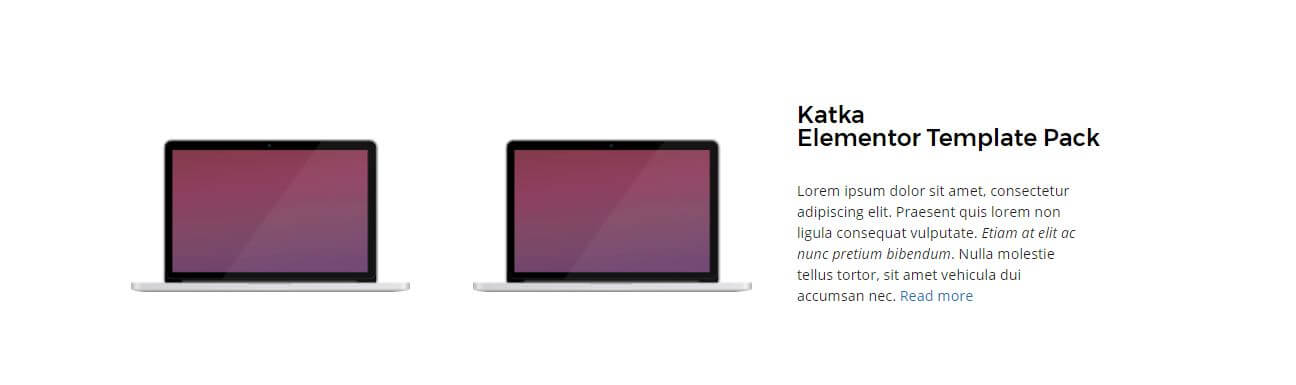 Katka
Elementor Template Pack
Lorem ipsum dolor sit amet, consectetur
adipiscing elit. Praesent quis lorem non
ligula consequat vulputate. Etiam at elit ac
nunc pretium bibendum. Nulla molestie
tellus tortor, sit amet vehicula dui
accumsan nec. Read more